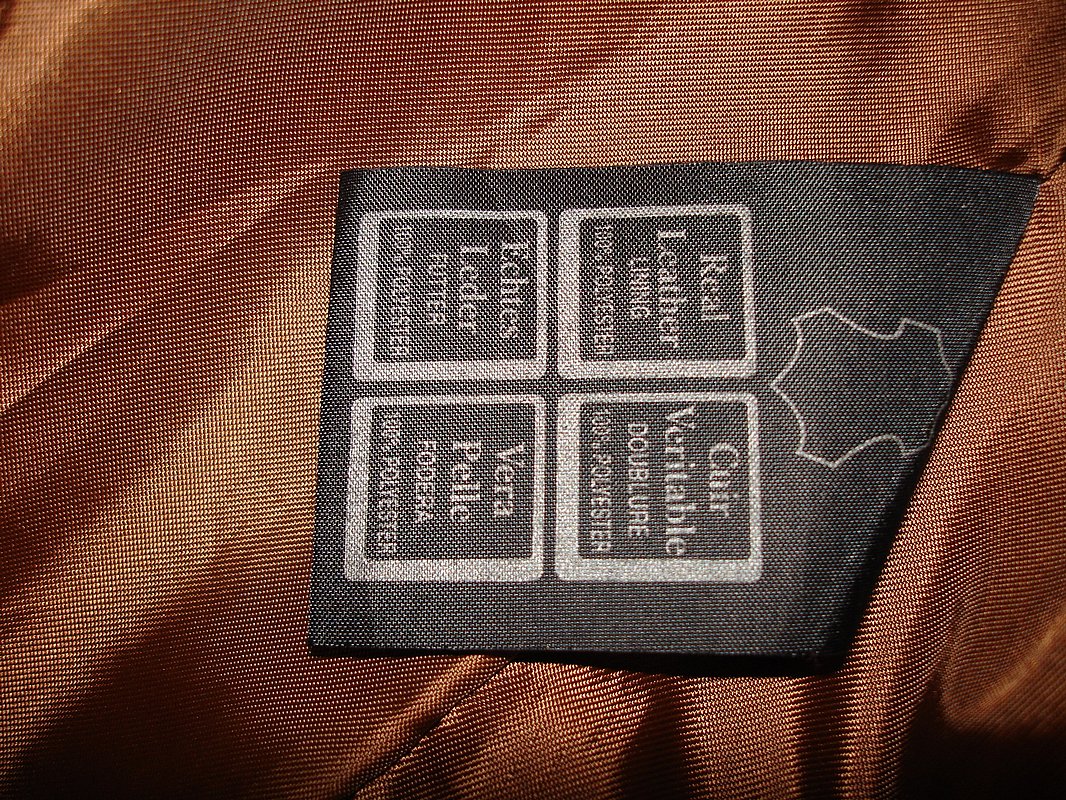 Real
Leather
LINING
100% POLYESTER
Cuir
Veritable
DOUBLURE
100% POLYESTER
Echtes
Leder
FUTTER
100% POLYESTER
Vera
Pelle
FODERA
100% POLYESTER